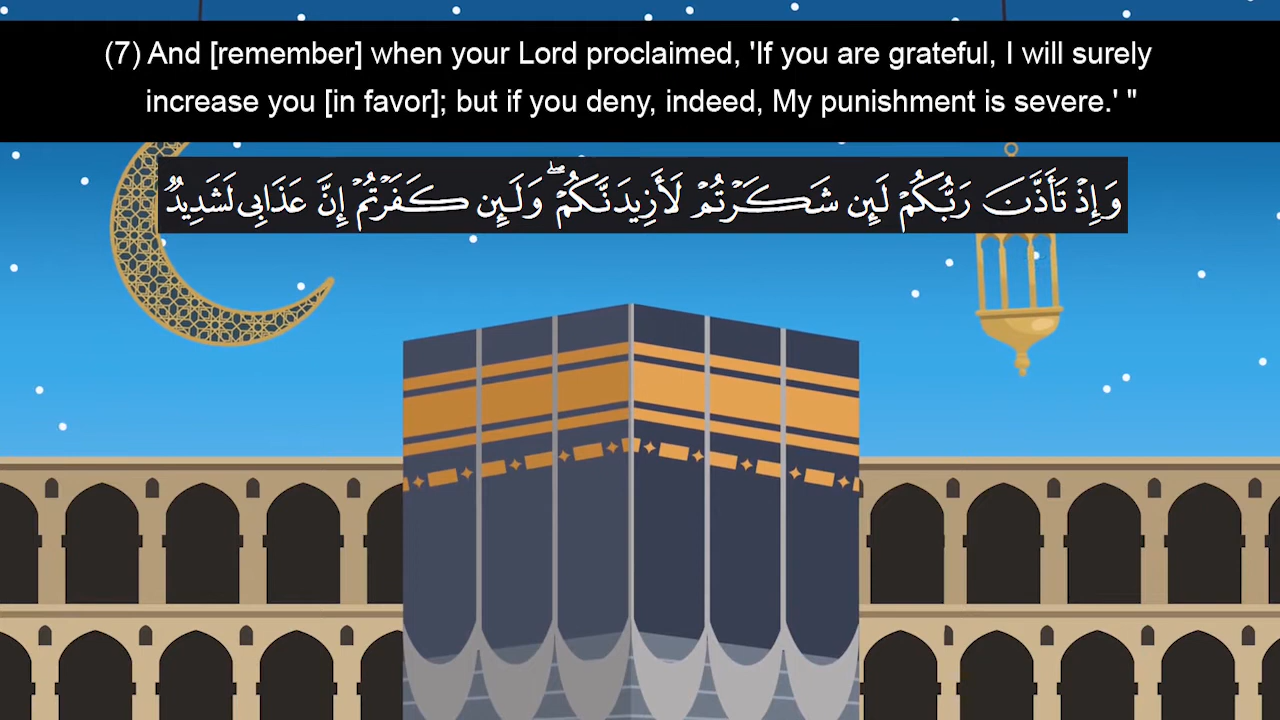 (7) And [remember] when your Lord proclaimed, 'If you are grateful, I will surely
increase you [in favor]; but if you deny, indeed, My punishment is severe.' "
وَإِذْ تَأَذَّنَ رَبُّكُمْ لَئِن شَكَرْتُمْ لَأَزِيدَنَّكُمْ ۖ وَلَئِن كَفَرْتُمْ إِنَّ عَذَابِى لَشَدِيدٌ